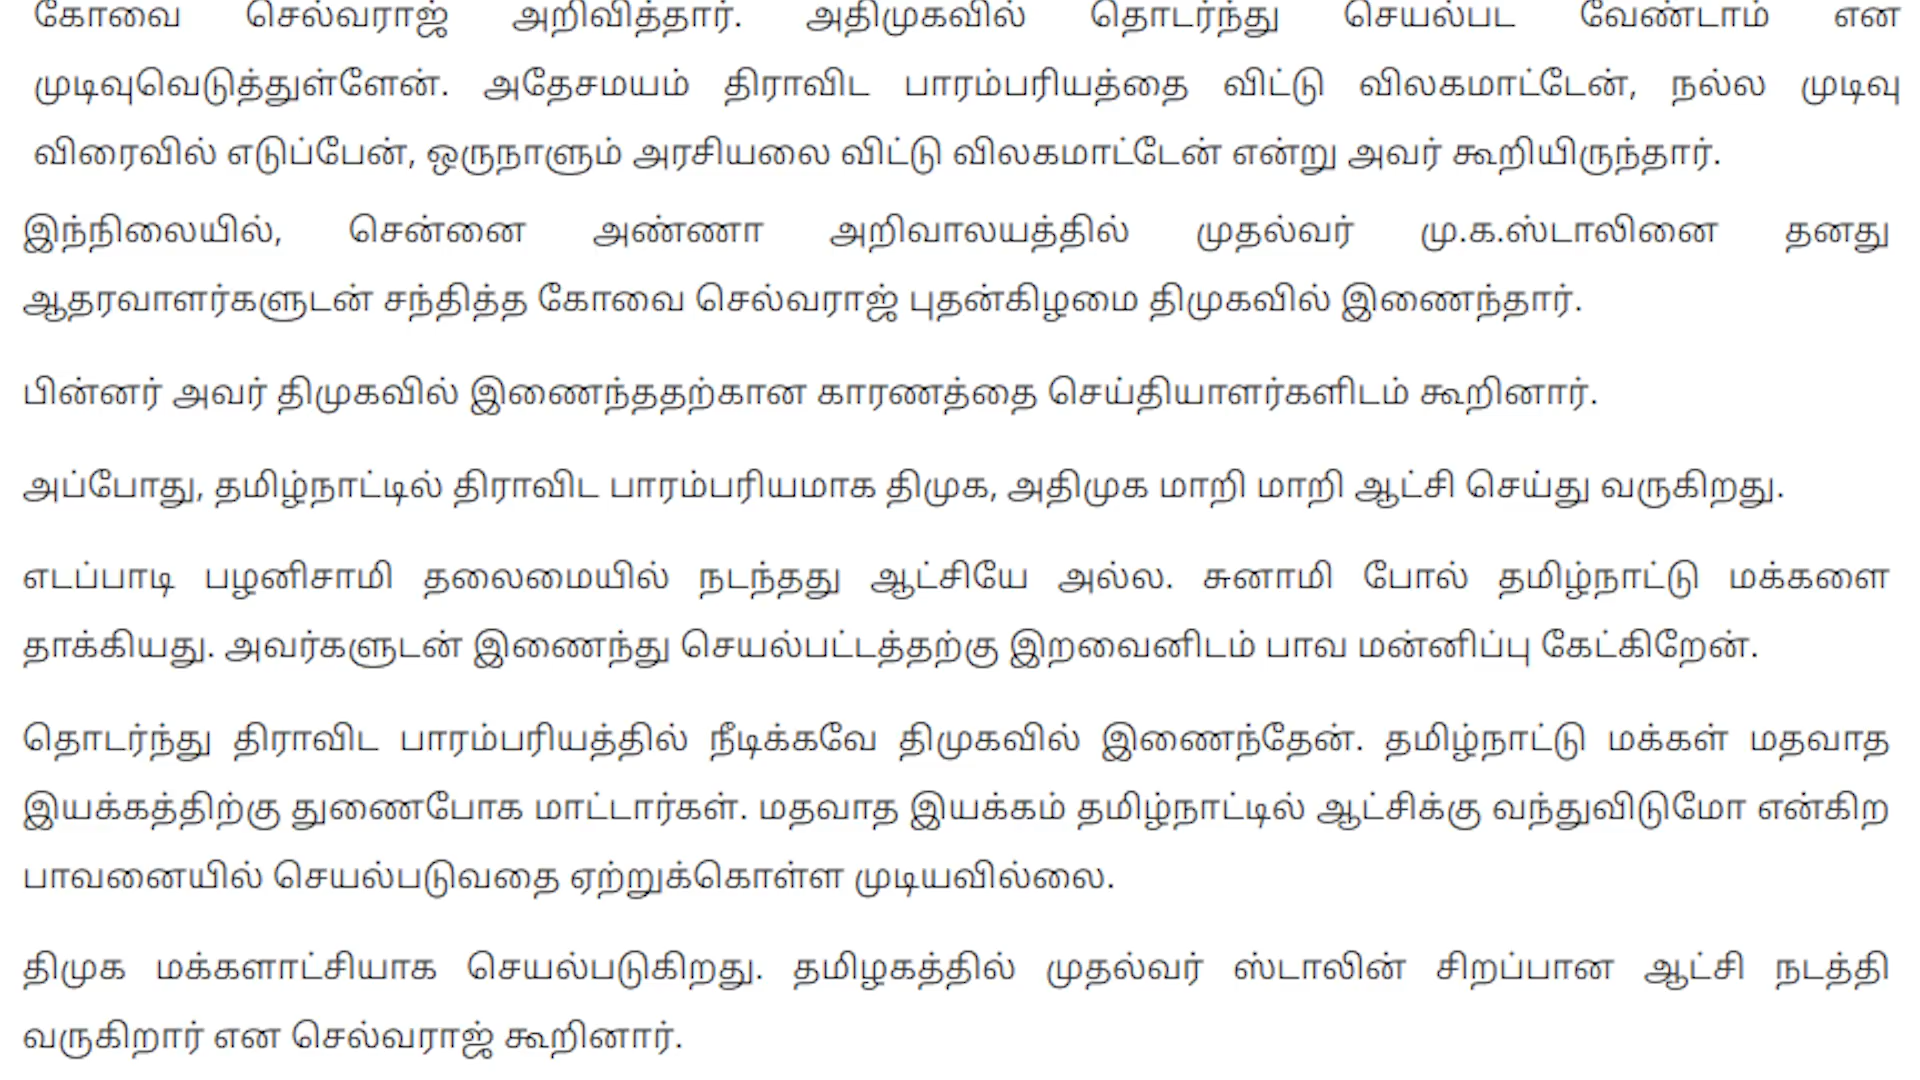 கோவை செல்வராஜ் அறிவித்தார். அதிமுகவில் தொடர்ந்து செயல்பட வேண்டாம் என
முடிவுவெடுத்துள்ளேன். அதேசமயம் திராவிட பாரம்பரியத்தை விட்டு விலகமாட்டேன், நல்ல முடிவு
விரைவில் எடுப்பேன், ஒருநாளும் அரசியலை விட்டு விலகமாட்டேன் என்று அவர் கூறியிருந்தார்.
இந்நிலையில், சென்னை அண்ணா அறிவாலயத்தில் முதல்வர் மு.க.ஸ்டாலினை தனது
ஆதரவாளர்களுடன் சந்தித்த கோவை செல்வராஜ் புதன்கிழமை திமுகவில் இணைந்தார்.
பின்னர் அவர் திமுகவில் இணைந்ததற்கான காரணத்தை செய்தியாளர்களிடம் கூறினார்.
அப்போது, தமிழ்நாட்டில் திராவிட பாரம்பரியமாக திமுக, அதிமுக மாறி மாறி ஆட்சி செய்து வருகிறது.
எடப்பாடி பழனிசாமி தலைமையில் நடந்தது ஆட்சியே அல்ல. சுனாமி போல் தமிழ்நாட்டு மக்களை
தாக்கியது. அவர்களுடன் இணைந்து செயல்பட்டத்தற்கு இறவைனிடம் பாவ மன்னிப்பு கேட்கிறேன்.
தொடர்ந்து திராவிட பாரம்பரியத்தில் நீடிக்கவே திமுகவில் இணைந்தேன். தமிழ்நாட்டு மக்கள் மதவாத
இயக்கத்திற்கு துணைபோக மாட்டார்கள். மதவாத இயக்கம் தமிழ்நாட்டில் ஆட்சிக்கு வந்துவிடுமோ என்கிற
பாவனையில் செயல்படுவதை ஏற்றுக்கொள்ள முடியவில்லை.
திமுக மக்களாட்சியாக செயல்படுகிறது. தமிழகத்தில் முதல்வர் ஸ்டாலின் சிறப்பான ஆட்சி நடத்தி
வருகிறார் என செல்வராஜ் கூறினார்.